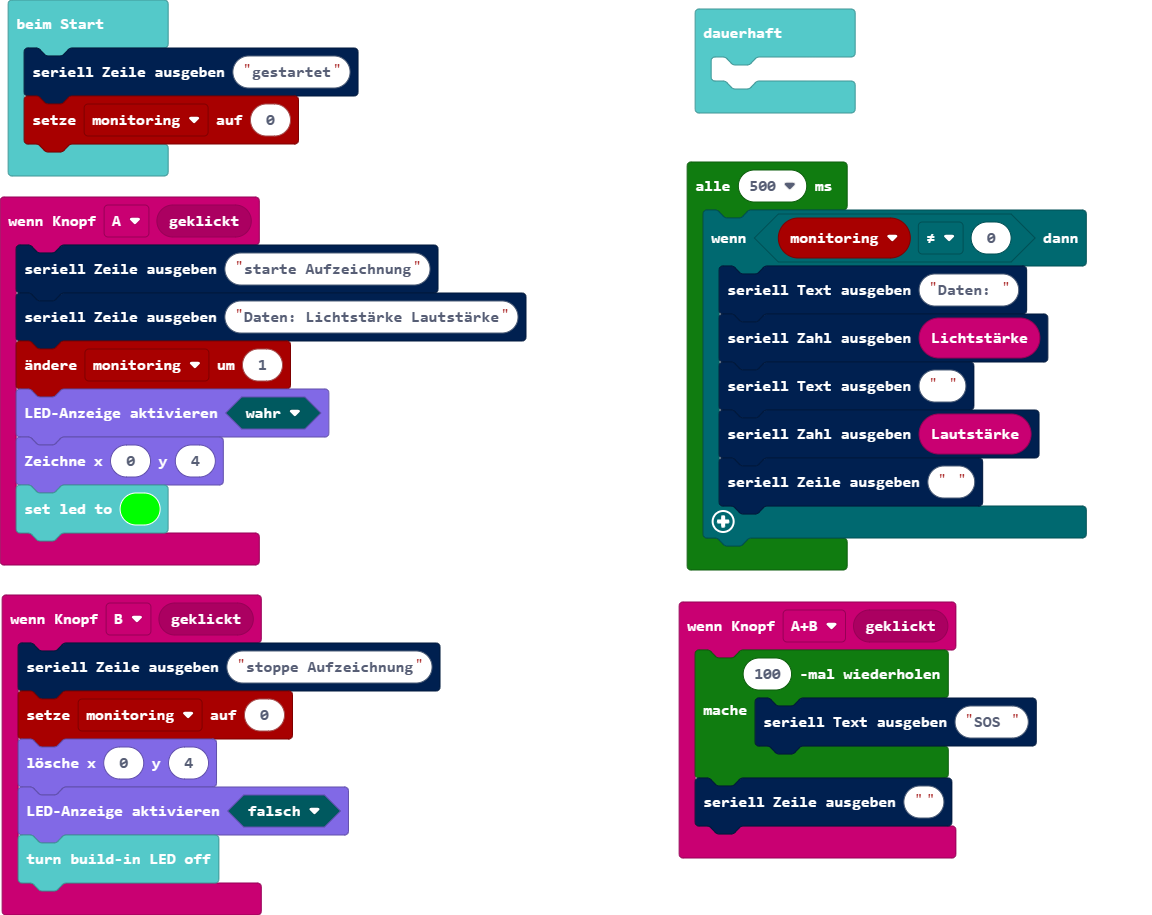 beim Start
seriell Zeile ausgeben "gestartet"
setze monitoring auf 0
wenn Knopf A geklickt
seriell Zeile ausgeben "starte Aufzeichnung"
seriell Zeile ausgeben "Daten: Lichtstärke Lautstärke"
ändere monitoring um 1
LED-Anzeige aktivieren wahr
Zeichne x 0 y 4
set led to
wenn Knopf B geklickt
seriell Zeile ausgeben "stoppe Aufzeichnung"
setze monitoring auf 0
lösche x 0 y 4
LED-Anzeige aktivieren falsch
turn build-in LED off
dauerhaft
alle 500 ms
wenn monitoring ≠ 0 dann
seriell Text ausgeben "Daten: "
seriell Zahl ausgeben Lichtstärke
seriell Text ausgeben " "
seriell Zahl ausgeben Lautstärke
seriell Zeile ausgeben " "
wenn Knopf A+B geklickt
100 -mal wiederholen
mache
seriell Text ausgeben "SOS "
seriell Zeile ausgeben ""